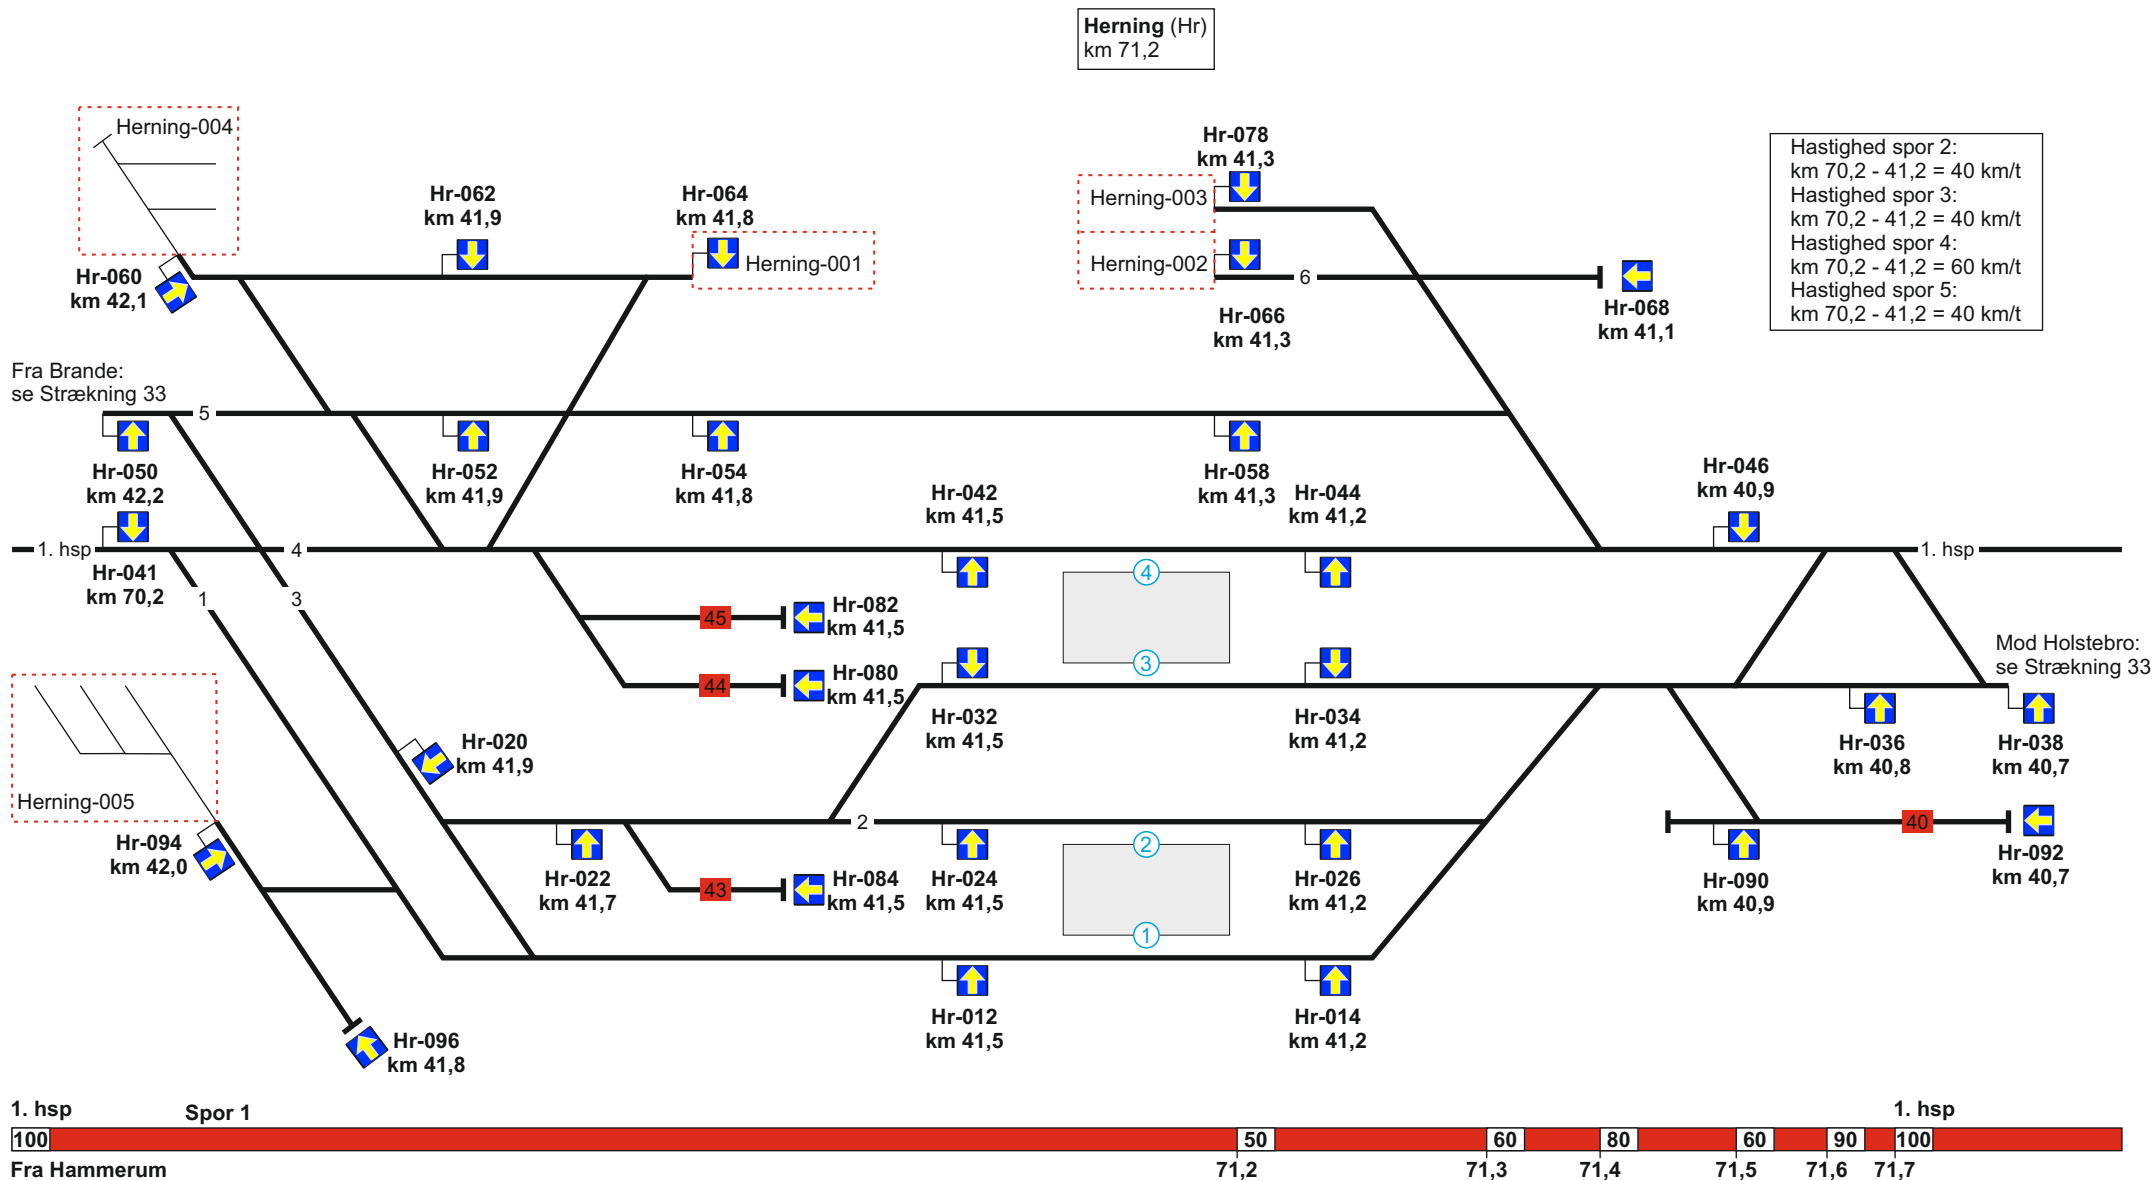 Herning (Hr)
km 71,2
Herning-004
Hr-078
km 41,3
Hastighed spor 2:
km 70,2 - 41,2 = 40 km/t
Hastighed spor 3:
km 70,2 - 41,2 = 40 km/t
Hastighed spor 4:
km 70,2 - 41,2 = 60 km/t
Hastighed spor 5:
km 70,2 - 41,2 = 40 km/t
Hr-062
km 41,9
Hr-064
km 41,8
Herning-003
Herning-001
Herning-002
Hr-060
km 42,1
6
Hr-066
km 41,3
Hr-068
km 41,1
Fra Brande:
se Strækning 33
5
Hr-050
km 42,2
Hr-052
km 41,9
Hr-054
km 41,8
Hr-058
km 41,3
Hr-042
km 41,5
Hr-044
km 41,2
Hr-046
km 40,9
1. hsp
4
1. hsp
Hr-041
km 70,2
1
3
4
45
Hr-082
km 41,5
3
44
Hr-080
km 41,5
Mod Holstebro:
se Strækning 33
Hr-032
km 41,5
Hr-034
km 41,2
Hr-036
km 40,8
Hr-038
km 40,7
Hr-020
km 41,9
Herning-005
2
40
Hr-094
km 42,0
2
Hr-022
km 41,7
43
Hr-084
km 41,5
Hr-024
km 41,5
Hr-026
km 41,2
Hr-090
km 40,9
Hr-092
km 40,7
1
Hr-012
km 41,5
Hr-014
km 41,2
Hr-096
km 41,8
1. hsp
Spor 1
1. hsp
100
50
60
80
60
90
100
Fra Hammerum
71,2
71,3
71,4
71,5
71,6
71,7